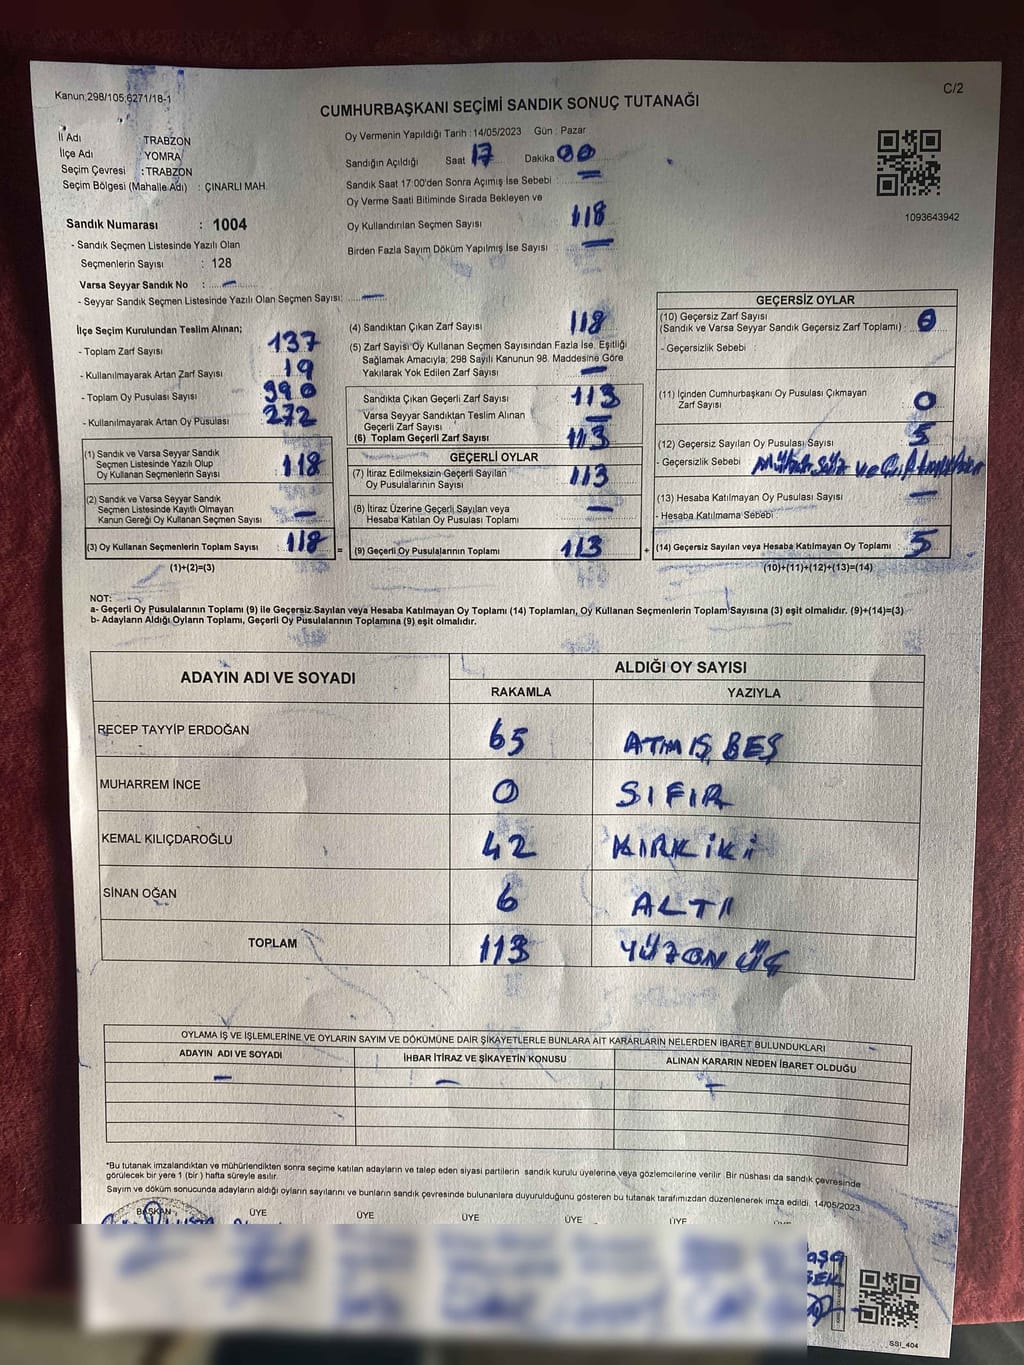 Kanun;298/105;6271/18-1
C/2
CUMHURBAŞKANI SEÇİMİ SANDIK SONUÇ TUTANAĞI
İl Adı TRABZON
İlçe Adı : YOMRA
Seçim Çevresi : TRABZON
Seçim Bölgesi (Mahalle Adı) : ÇINARLI MAH.
Sandık Numarası : 1004
- Sandık Seçmen Listesinde Yazılı Olan
Seçmenlerin Sayısı : 128
Varsa Seyyar Sandık No : -
- Seyyar Sandık Listesinde Yazılı Olan Seçmen Sayısı: -
Oy Vermenin Yapıldığı Tarih : 14/05/2023 Gün : Pazar
Sandığın Açıldığı Saat 17 Dakika 00
Sandık Saat 17:00'den Sonra Açımış İse Sebebi : -
Oy Verme Saati Bitiminde Sırada Bekleyen ve
Oy Kullandırılan Seçmen Sayısı 118
Birden Fazla Sayım Döküm Yapılmış İse Sayısı -
1093643942
İlçe Seçim Kurulundan Teslim Alınan;
- Toplam Zarf Sayısı 137
- Kullanılmayarak Artan Zarf Sayısı 19
- Toplam Oy Pusulası Sayısı 390
- Kullanılmayarak Artan Oy Pusulası 272
(1) Sandık ve Varsa Seyyar Sandık
Seçmen Listesinde Yazılı Olup
Oy Kullanan Seçmenlerin Sayısı 118
(2) Sandık ve Varsa Seyyar Sandık
Seçmen Listesinde Kayıtlı Olmayan
Kanun Gereği Oy Kullanan Seçmen Sayısı -
(3) Oy Kullanan Seçmenlerin Toplam Sayısı 118
(1)+(2)=(3)
(4) Sandıktan Çıkan Zarf Sayısı 118
(5) Zarf Sayısı Oy Kullanan Seçmen Sayısından Fazla İse, Eşitliği
Sağlamak Amacıyla; 298 Sayılı Kanunun 98. Maddesine Göre
Yakılarak Yok Edilen Zarf Sayısı -
Sandıkta Çıkan Geçerli Zarf Sayısı 113
Varsa Seyyar Sandıktan Teslim Alınan
Geçerli Zarf Sayısı -
(6) Toplam Geçerli Zarf Sayısı 113
GEÇERLİ OYLAR
(7) İtiraz Edilmeksizin Geçerli Sayılan
Oy Pusulalarının Sayısı 113
(8) İtiraz Üzerine Geçerli Sayılan veya
Hesaba Katılan Oy Pusulası Toplamı -
= (9) Geçerli Oy Pusulalarının Toplamı 113
GEÇERSİZ OYLAR
(10) Geçersiz Zarf Sayısı
(Sandık ve Varsa Seyyar Sandık Geçersiz Zarf Toplamı) : 0
- Geçersizlik Sebebi :
(11) İçinden Cumhurbaşkanı Oy Pusulası Çıkmayan
Zarf Sayısı 0
(12) Geçersiz Sayılan Oy Pusulası Sayısı 5
- Geçersizlik Sebebi
(13) Hesaba Katılmayan Oy Pusulası Sayısı -
- Hesaba Katılmama Sebebi :
+ (14) Geçersiz Sayılan veya Hesaba Katılmayan Oy Toplamı 5
(10)+(11)+(12)+(13)=(14)
NOT:
a- Geçerli Oy Pusulalarının Toplamı (9) ile Geçersiz Sayılan veya Hesaba Katılmayan Oy Toplamı (14) Toplamları, Oy Kullanan Seçmenlerin Toplam Sayısına (3) eşit olmalıdır. (9)+(14)=(3)
b- Adayların Aldığı Oyların Toplamı, Geçerli Oy Pusulalarının Toplamına (9) eşit olmalıdır.
ADAYIN ADI VE SOYADI ALDIĞI OY SAYISI
RAKAMLA YAZIYLA
RECEP TAYYİP ERDOĞAN 65 ATMIŞ BEŞ
MUHARREM İNCE 0 SIFIR
KEMAL KILIÇDAROĞLU 42 KIRK İKİ
SİNAN OĞAN 6 ALTI
TOPLAM 113 YÜZON ÜÇ
OYLAMA İŞ VE İŞLEMLERİNE VE OYLARIN SAYIM VE DÖKÜMÜNE DAİR ŞİKAYETLERLE BUNLARA AİT KARARLARIN NELERDEN İBARET BULUNDUKLARI
ADAYIN ADI VE SOYADI İHBAR İTİRAZ VE ŞİKAYETİN KONUSU ALINAN KARARIN NEDEN İBARET OLDUĞU
- -
*Bu tutanak imzalandıktan ve mühürlendikten sonra seçime katılan adayların ve talep eden siyasi partilerin sandık kurulu üyelerine veya gözlemcilerine verilir. Bir nüshası da sandık çevresinde
görülecek bir yere 1 (bir ) hafta süreyle asılır.
Sayım ve döküm sonucunda adayların aldığı oyların sayılarını ve bunların sandık çevresinde bulunanlara duyurulduğunu gösteren bu tutanak tarafımızdan düzenlenerek imza edildi. 14/05/2023
BAŞKAN ÜYE ÜYE ÜYE ÜYE ÜYE ÜYE
SSI_404